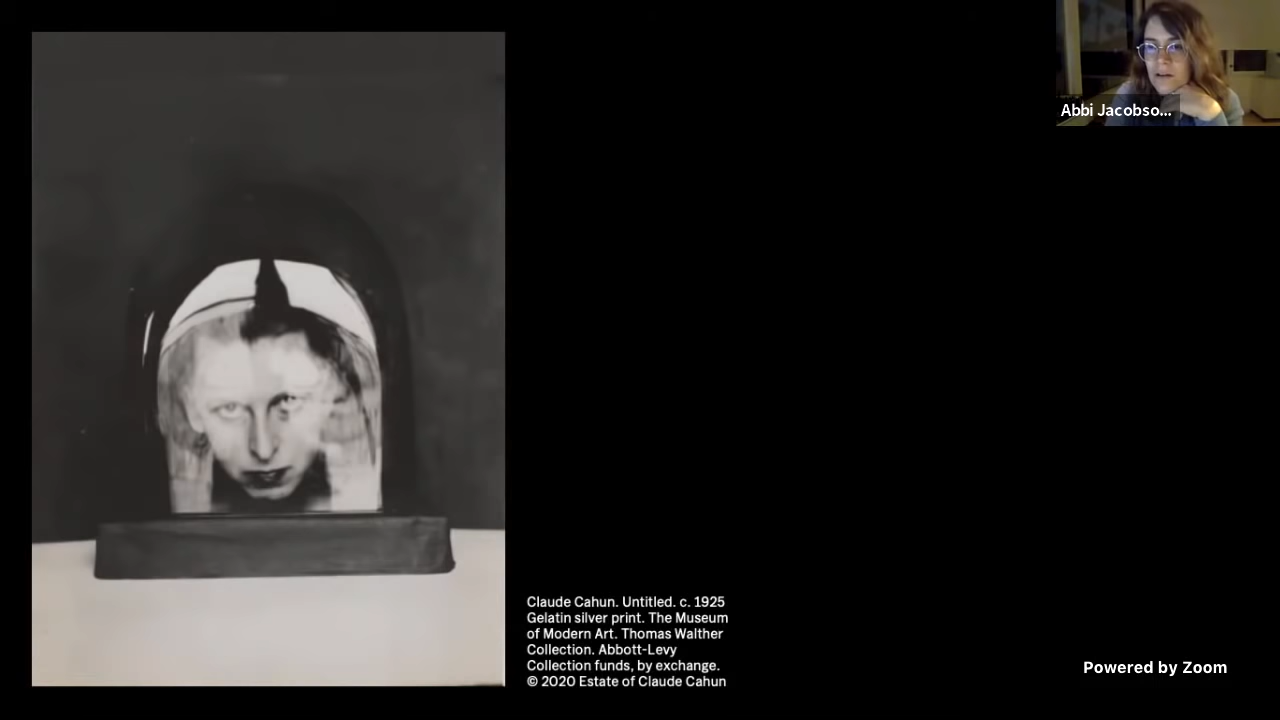 Abbi Jacobso...
Claude Cahun. Untitled. c. 1925
Gelatin silver print. The Museum
of Modern Art. Thomas Walther
Collection. Abbott-Levy
Collection funds, by exchange.
© 2020 Estate of Claude Cahun
Powered by Zoom